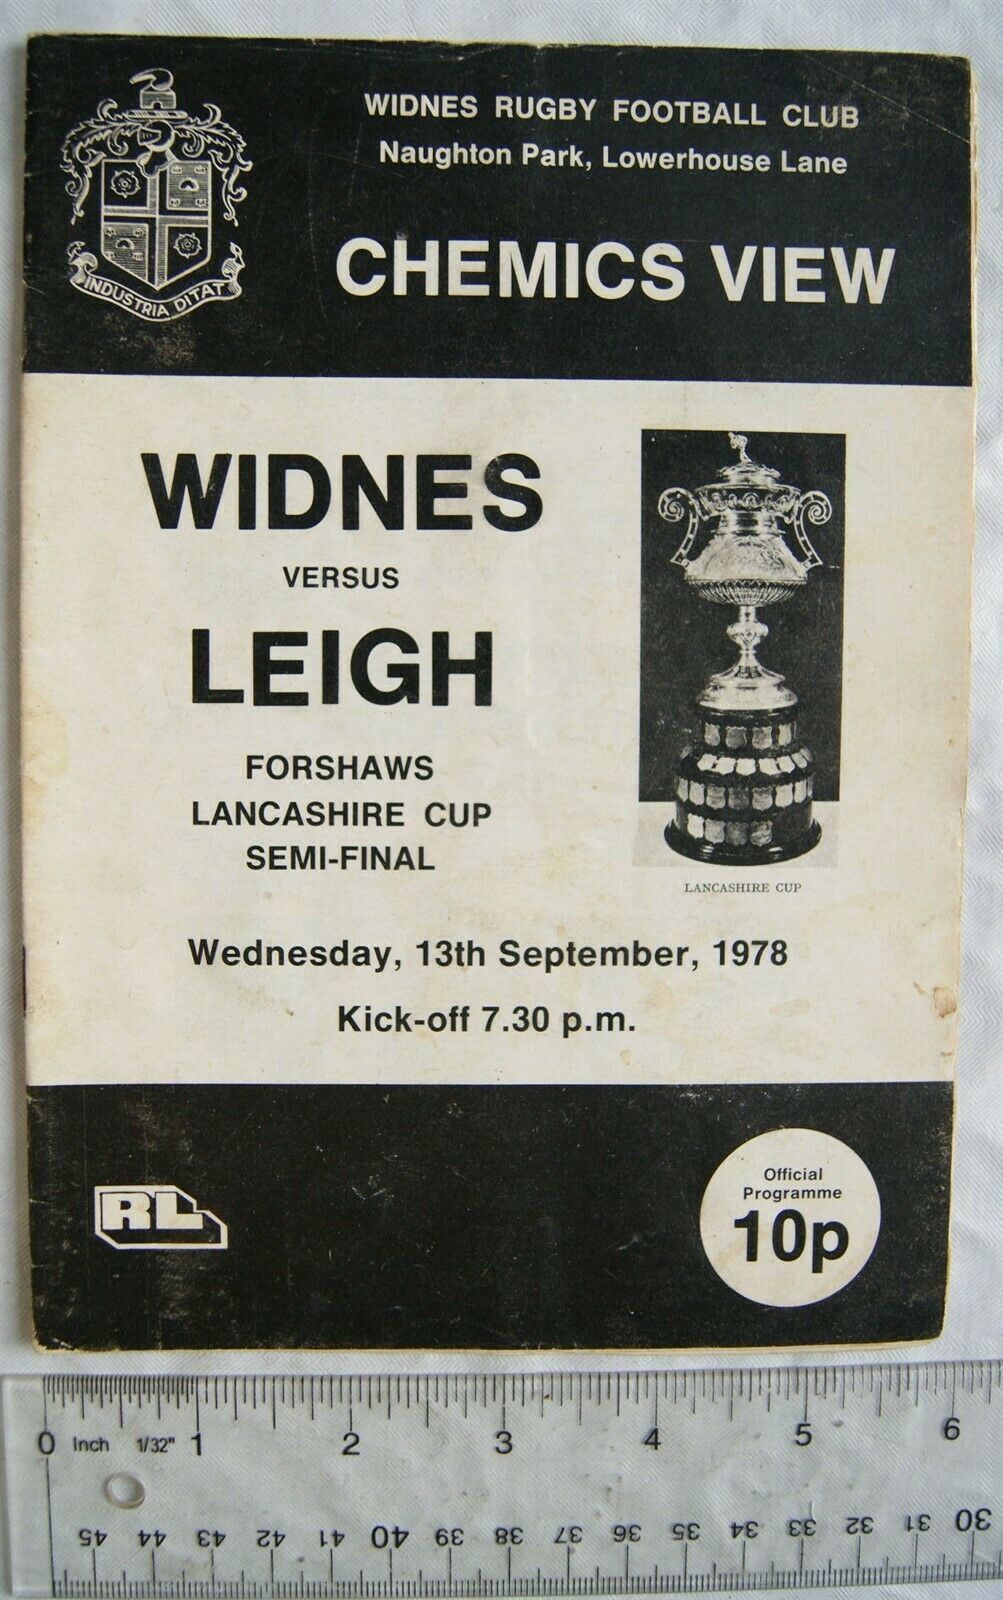 WIDNES RUGBY FOOTBALL CLUB
Naughton Park, Lowerhouse Lane
CHEMICS VIEW
INDUSTRIA DITAT
WIDNES
VERSUS
LEIGH
FORSHAWS
LANCASHIRE CUP
SEMI-FINAL
LANCASHIRE CUP
Wednesday, 13th September, 1978
Kick-off 7.30 p.m.
RL
Official
Programme
10p
0 Inch 1/32" 1 2 3 4 5 6
45 44 43 42 41 40 39 38 37 36 35 34 33 32 31 30